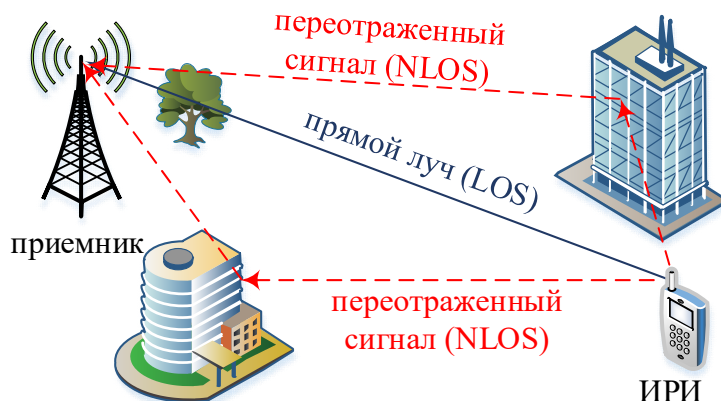 переотраженный
сигнал (NLOS)
прямой луч (LOS)
приемник
переотраженный
сигнал (NLOS)
ИРИ